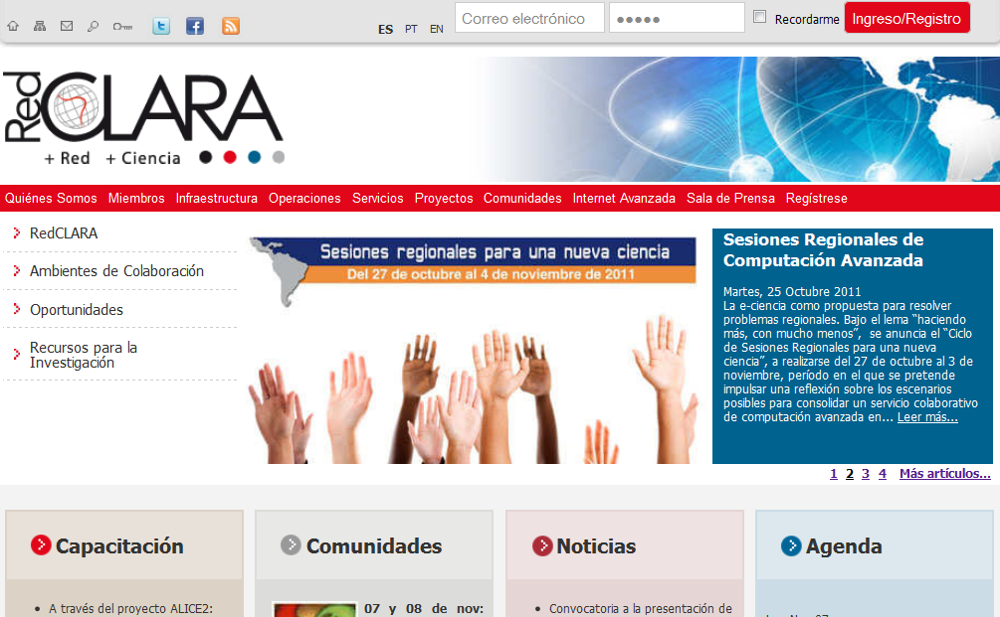 ES PT EN Correo electrónico ●●●●● Recordarme Ingreso/Registro
Red CLARA
+ Red + Ciencia
Quiénes Somos Miembros Infraestructura Operaciones Servicios Proyectos Comunidades Internet Avanzada Sala de Prensa Regístrese
RedCLARA
Ambientes de Colaboración
Oportunidades
Recursos para la
Investigación
Sesiones regionales para una nueva ciencia
Del 27 de octubre al 4 de noviembre de 2011
Sesiones Regionales de
Computación Avanzada
Martes, 25 Octubre 2011
La e-ciencia como propuesta para resolver
problemas regionales. Bajo el lema “haciendo
más, con mucho menos”, se anuncia el “Ciclo
de Sesiones Regionales para una nueva
ciencia”, a realizarse del 27 de octubre al 3 de
noviembre, período en el que se pretende
impulsar una reflexión sobre los escenarios
posibles para consolidar un servicio colaborativo
de computación avanzada en... Leer más...
1 2 3 4 Más artículos...
Capacitación
A través del proyecto ALICE2:
Comunidades
07 y 08 de nov:
Noticias
Convocatoria a la presentación de
Agenda